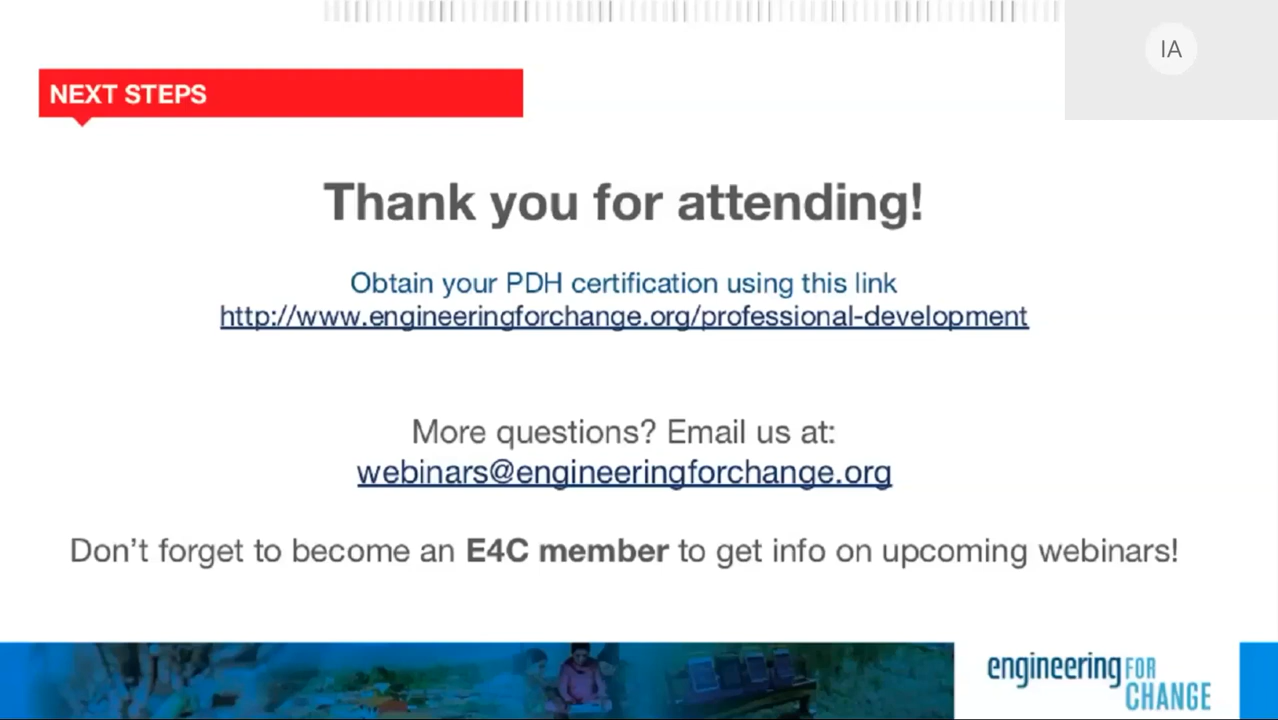 IA
NEXT STEPS
Thank you for attending!
Obtain your PDH certification using this link
http://www.engineeringforchange.org/professional-development
More questions? Email us at:
webinars@engineeringforchange.org
Don't forget to become an E4C member to get info on upcoming webinars!
engineering FOR
CHANGE